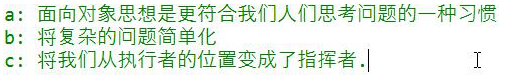 a: 面向对象思想是更符合我们人们思考问题的一种习惯
b: 将复杂的问题简单化
c: 将我们从执行者的位置变成了指挥者.